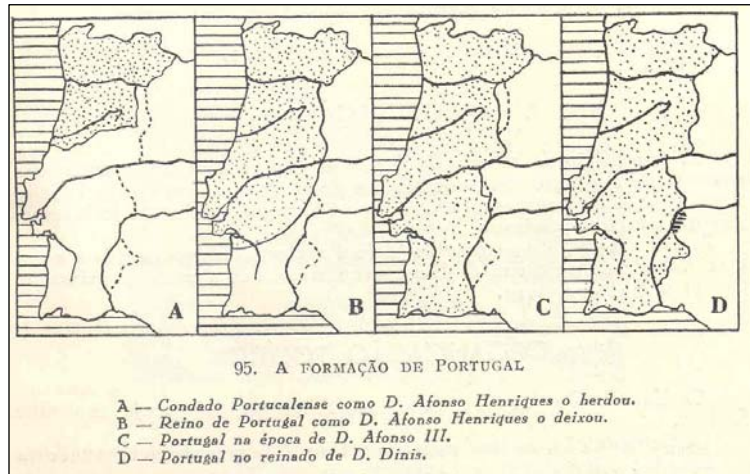 A
B
C
D
95. A FORMAÇÃO DE PORTUGAL
A — Condado Portucalense como D. Afonso Henriques o herdou.
B — Reino de Portugal como D. Afonso Henriques o deixou.
C — Portugal na época de D. Afonso III.
D — Portugal no reinado de D. Dinis.